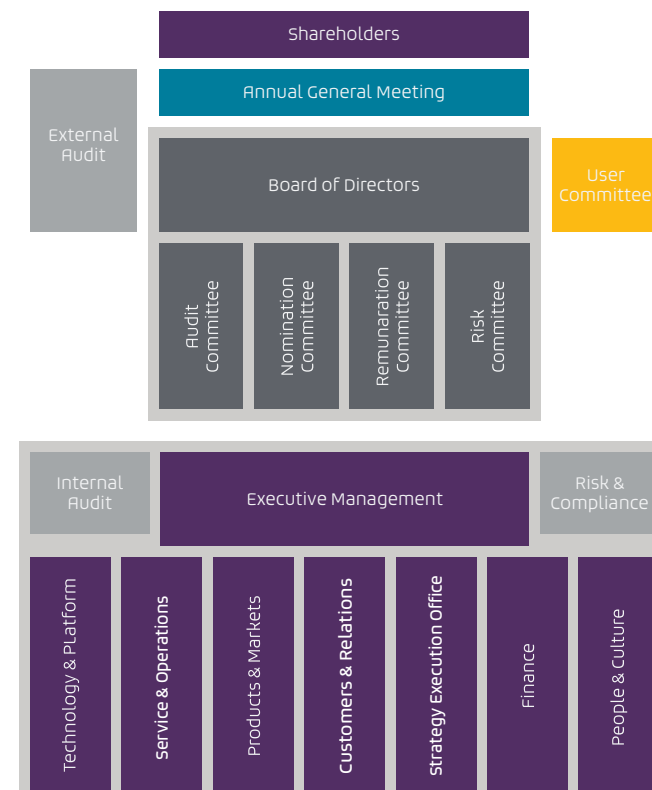 Shareholders
Annual General Meeting
External
Audit
Board of Directors
User
Committee
Audit
Committee
Nomination
Committee
Remunaration
Committee
Risk
Committee
Internal
Audit
Executive Management
Risk &
Compliance
Technology & Platform
Service & Operations
Products & Markets
Customers & Relations
Strategy Execution Office
Finance
People & Culture